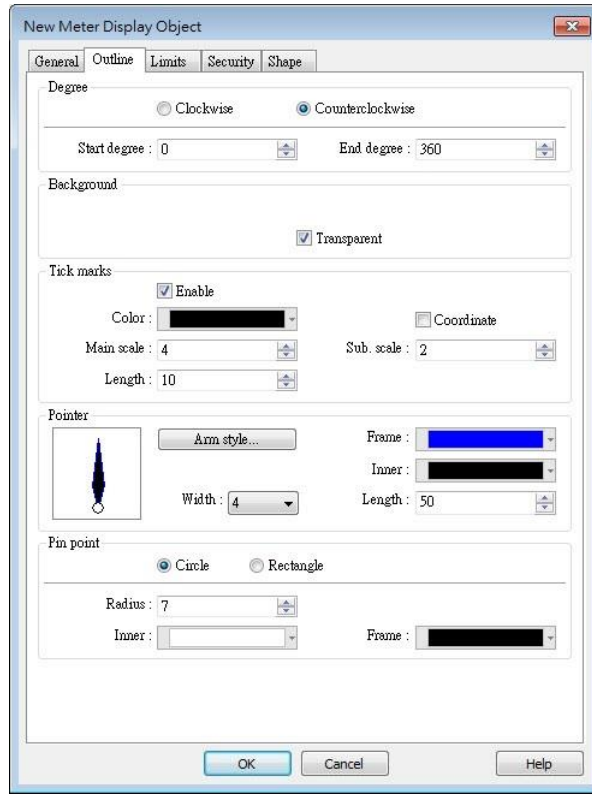 New Meter Display Object
General Outline Limits Security Shape
Degree
Clockwise Counterclockwise
Start degree : 0 End degree : 360
Background
Transparent
Tick marks
Enable
Color : Coordinate
Main scale : 4 Sub. scale : 2
Length : 10
Pointer
Arm style... Frame :
Inner :
Width : 4 Length : 50
Pin point
Circle Rectangle
Radius : 7
Inner : Frame :
OK Cancel Help